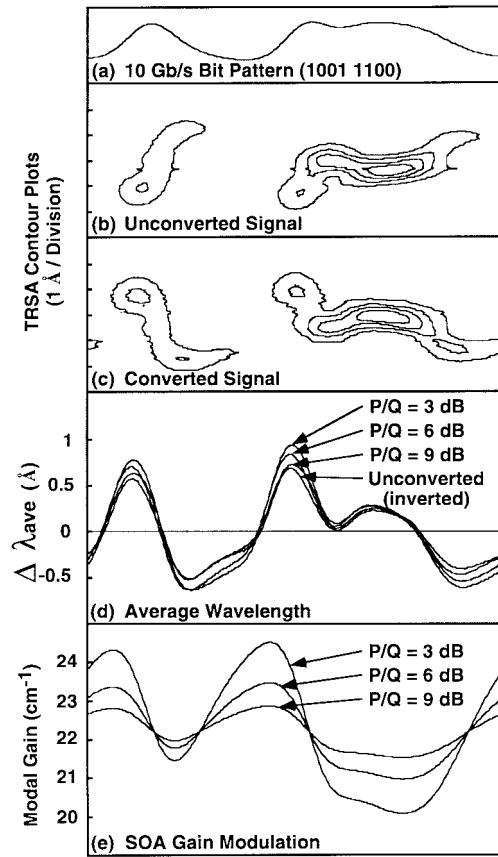 (a) 10 Gb/s Bit Pattern (1001 1100)
TRSA Contour Plots
(1 Å / Division)
(b) Unconverted Signal
(c) Converted Signal
P/Q = 3 dB
P/Q = 6 dB
P/Q = 9 dB
Unconverted
(inverted)
Δ λave (Å)
1
0.5
0
-0.5
(d) Average Wavelength
P/Q = 3 dB
P/Q = 6 dB
P/Q = 9 dB
Modal Gain (cm-1)
24
23
22
21
20
(e) SOA Gain Modulation